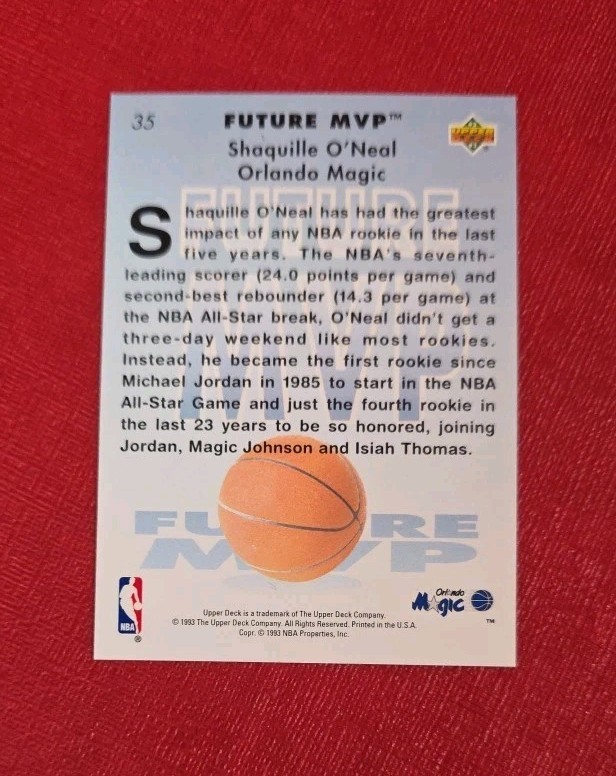 35
FUTURE MVP™
UPPER DECK
Shaquille O'Neal
Orlando Magic
FUTURE
MVP
Shaquille O'Neal has had the greatest
impact of any NBA rookie in the last
five years. The NBA's seventh-
leading scorer (24.0 points per game) and
second-best rebounder (14.3 per game) at
the NBA All-Star break, O'Neal didn't get a
three-day weekend like most rookies.
Instead, he became the first rookie since
Michael Jordan in 1985 to start in the NBA
All-Star Game and just the fourth rookie in
the last 23 years to be so honored, joining
Jordan, Magic Johnson and Isiah Thomas.
FUTURE
MVP
NBA
®
Orlando
Magic
™
Upper Deck is a trademark of The Upper Deck Company.
© 1993 The Upper Deck Company. All Rights Reserved. Printed in the U.S.A.
Copr. © 1993 NBA Properties, Inc.